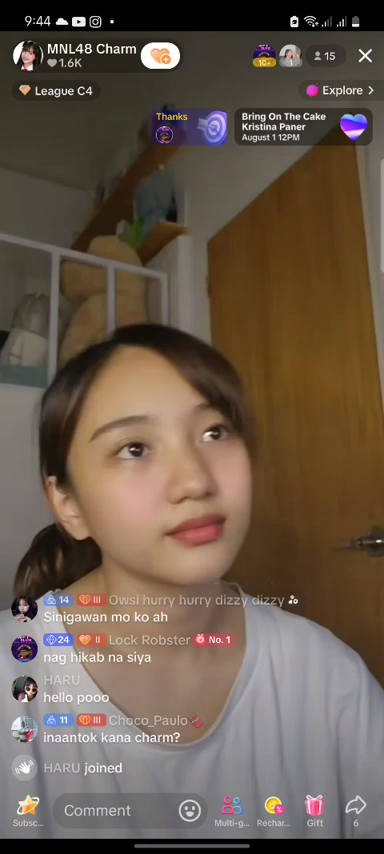 9:44
MNL48 Charm
1.6K
10+
15
League C4
Explore >
Thanks
Bring On The Cake
Kristina Paner
August 1 12PM
14 III Owsi hurry hurry dizzy dizzy
Sinigawan mo ko ah
24 II Lock Robster No. 1
nag hikab na siya
HARU
hello pooo
11 III Choco_Paulo
inaantok kana charm?
HARU joined
Subsc...
Comment
Multi-g...
Rechar...
Gift
6